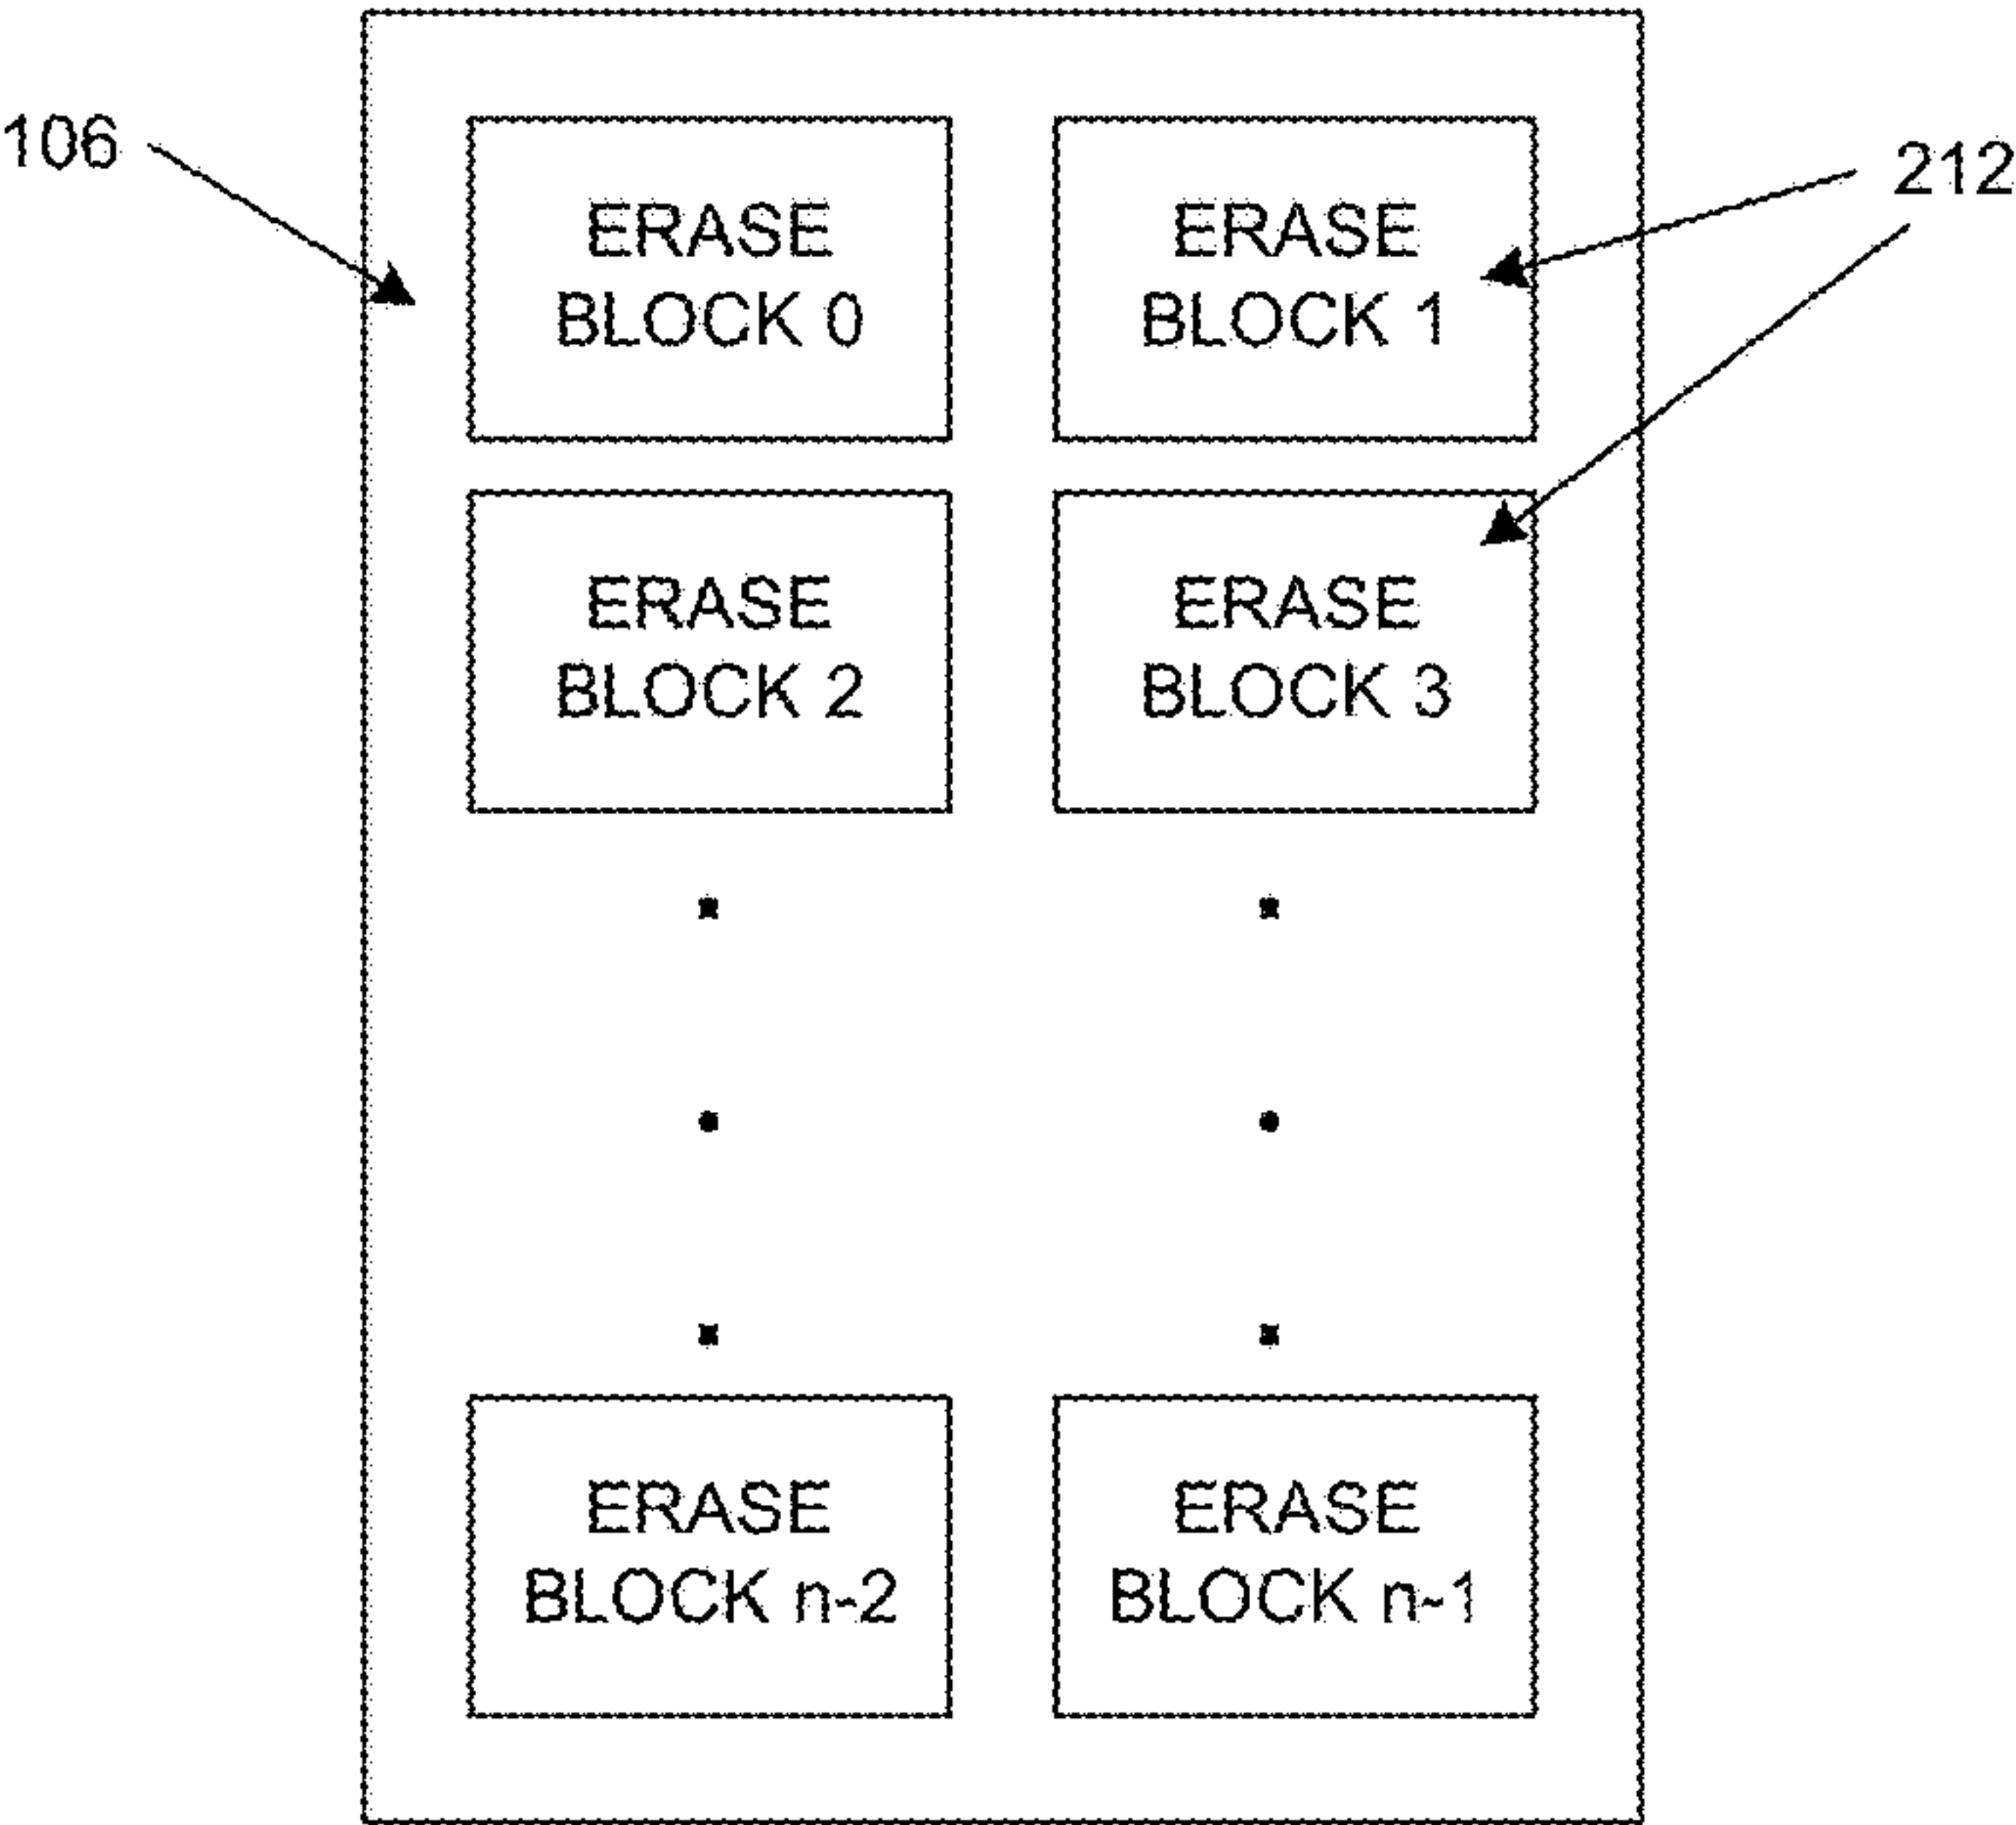 106
212
ERASE
BLOCK 0
ERASE
BLOCK 1
ERASE
BLOCK 2
ERASE
BLOCK 3
ERASE
BLOCK n-2
ERASE
BLOCK n-1